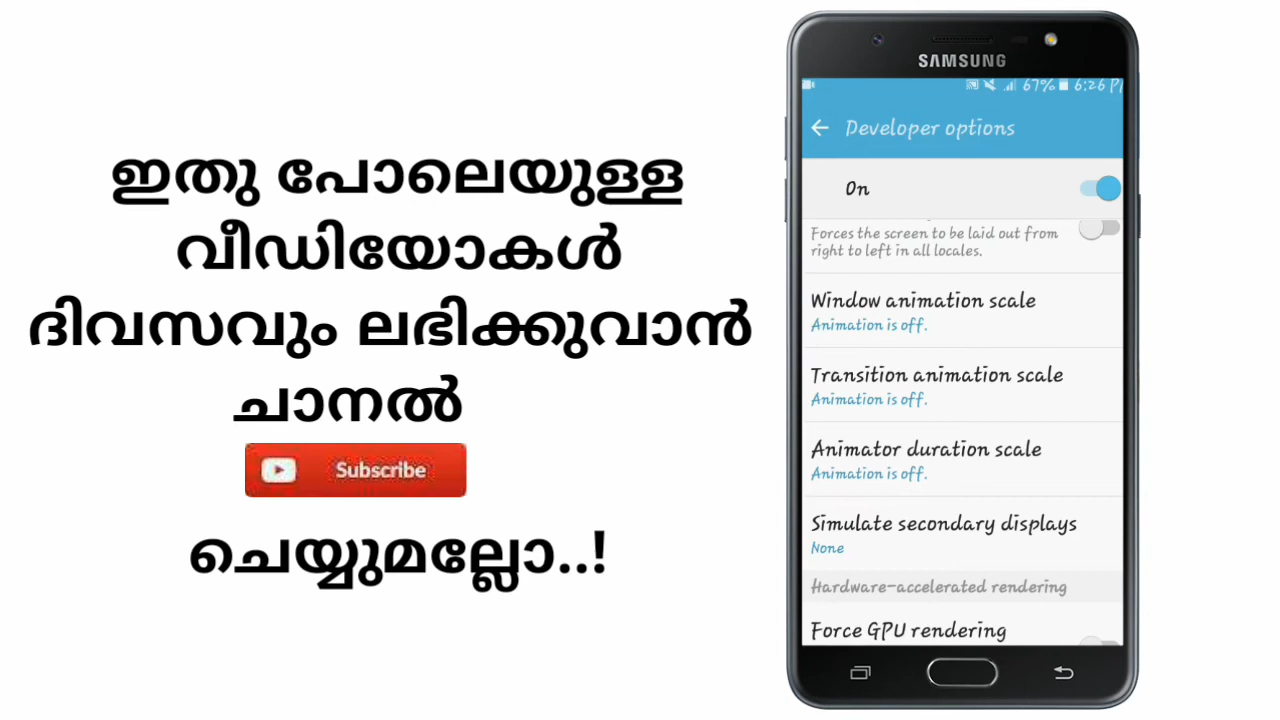 ഇതു പോലെയുള്ള
വീഡിയോകൾ
ദിവസവും ലഭിക്കുവാൻ
ചാനൽ
Subscribe
ചെയ്യുമല്ലോ..!
SAMSUNG
67% 6:26 P
Developer options
On
Forces the screen to be laid out from
right to left in all locales.
Window animation scale
Animation is off.
Transition animation scale
Animation is off.
Animator duration scale
Animation is off.
Simulate secondary displays
None
Hardware-accelerated rendering
Force GPU rendering